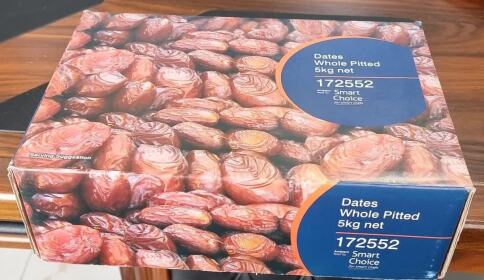 Dates
Whole Pitted
5kg net
172552
Smart
Choice
Serving Suggestion
Dates
Whole Pitted
5kg net
172552
Smart
Choice